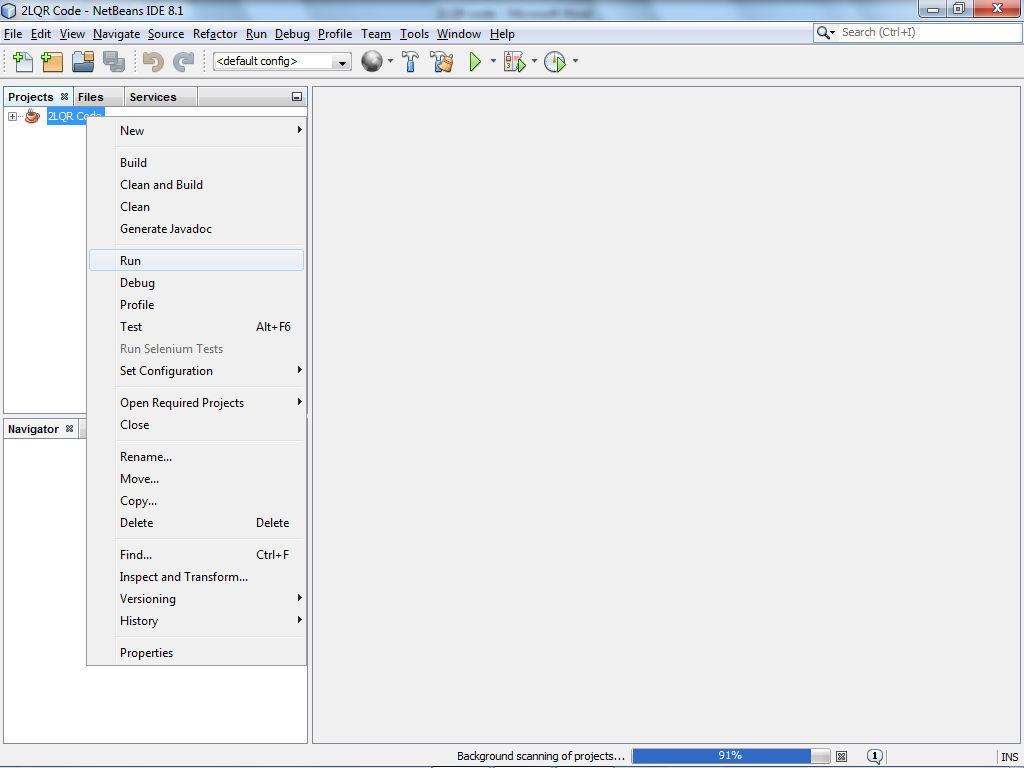 2LQR Code - NetBeans IDE 8.1
File Edit View Navigate Source Refactor Run Debug Profile Team Tools Window Help
Search (Ctrl+I)
<default config>
Projects Files Services
2LQR Code
New
Build
Clean and Build
Clean
Generate Javadoc
Run
Debug
Profile
Test Alt+F6
Run Selenium Tests
Set Configuration
Open Required Projects
Close
Navigator
Rename...
Move...
Copy...
Delete Delete
Find... Ctrl+F
Inspect and Transform...
Versioning
History
Properties
Background scanning of projects... 91% 1 INS